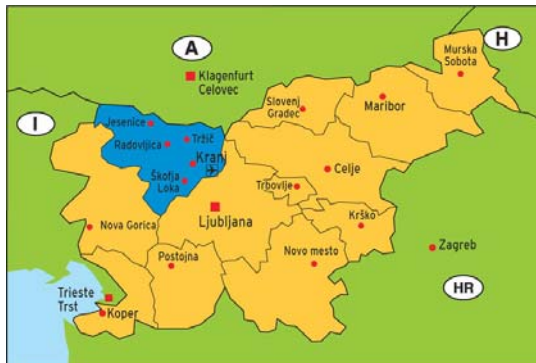 A
H
Murska
Sobota
Klagenfurt
Celovec
Slovenj
Gradec
Maribor
I
Jesenice
Tržič
Radovljica
Kranj
Škofja
Loka
Celje
Trbovlje
Ljubljana
Krško
Nova Gorica
Postojna
Novo mesto
Zagreb
Trieste
Trst
Koper
HR